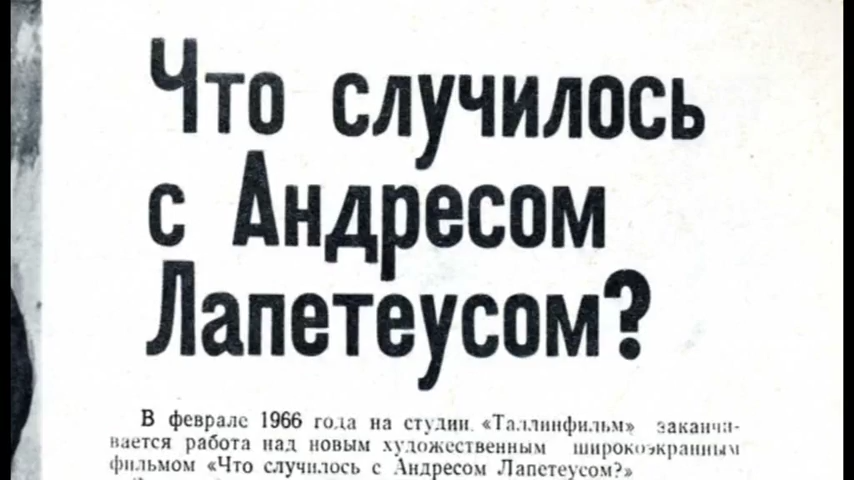 Что случилось
с Андресом
Лапетеусом?
В феврале 1966 года на студии «Таллинфильм» заканчи-
вается работа над новым художественным широкоэкранным
фильмом «Что случилось с Андресом Лапетеусом?»